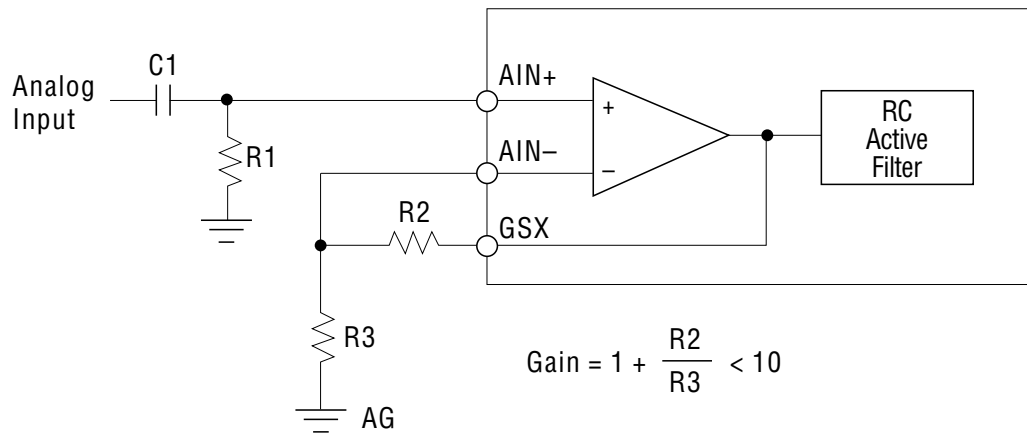 Analog
Input
C1
R1
AIN+
AIN–
GSX
R2
R3
AG
+
–
RC
Active
Filter
Gain = 1 + R2/R3 < 10